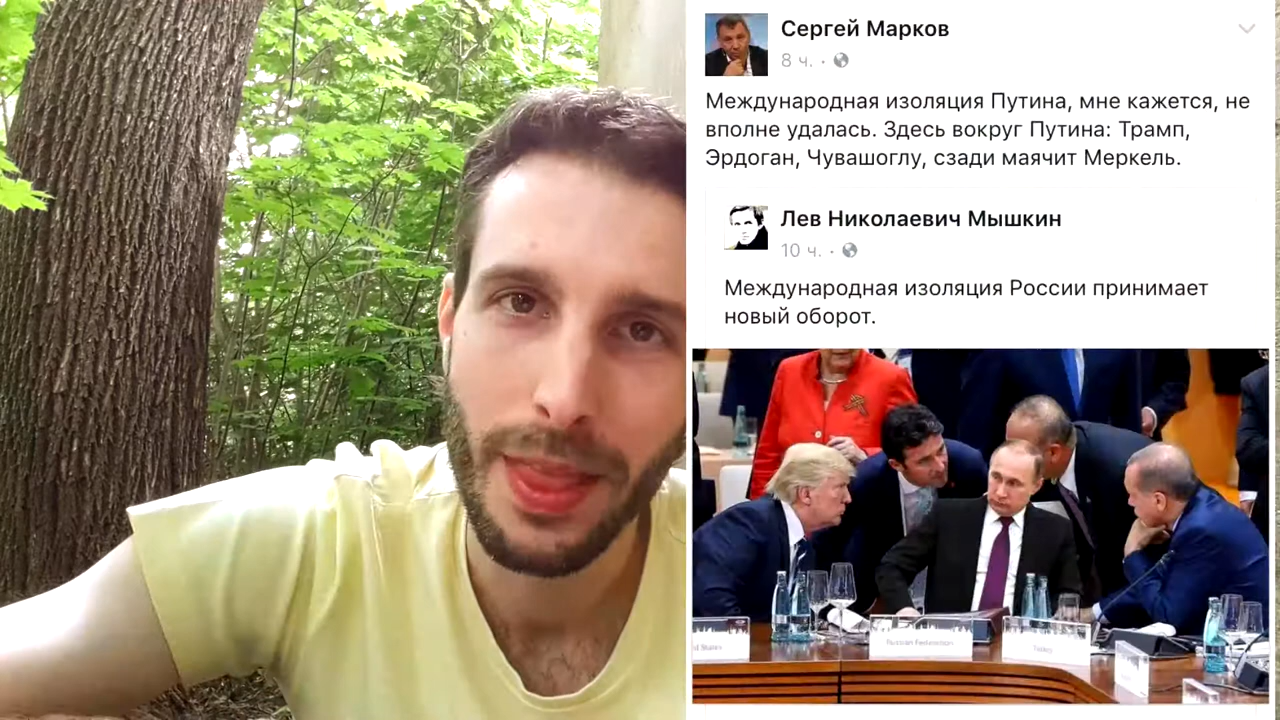 Сергей Марков
8 ч.
Международная изоляция Путина, мне кажется, не
вполне удалась. Здесь вокруг Путина: Трамп,
Эрдоган, Чувашоглу, сзади маячит Меркель.
Лев Николаевич Мышкин
10 ч.
Международная изоляция России принимает
новый оборот.
Russian Federation
Turkey